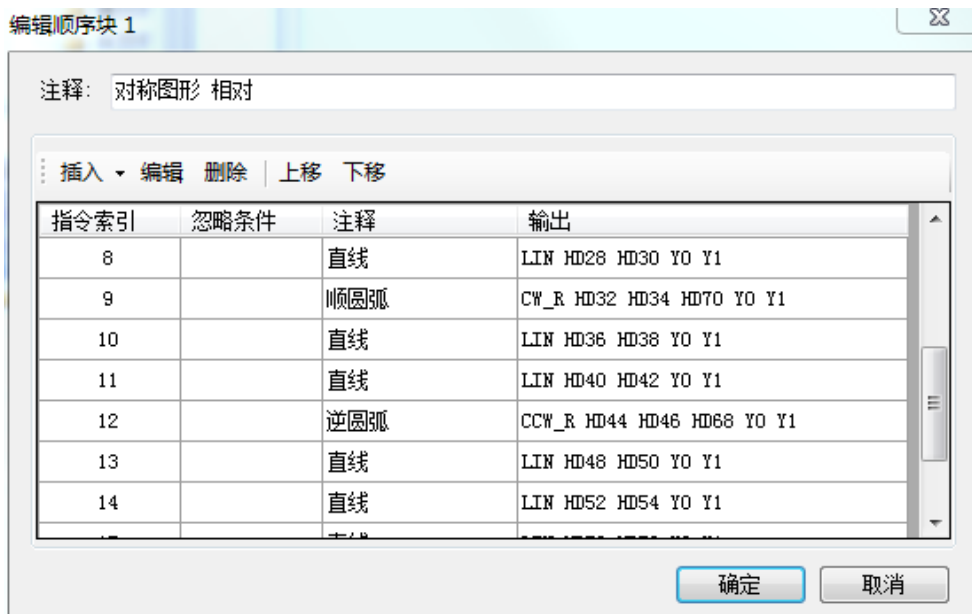 编辑顺序块 1
注释: 对称图形 相对
插入 编辑 删除 上移 下移
指令索引 忽略条件 注释 输出
8 直线 LIN HD28 HD30 Y0 Y1
9 顺圆弧 CW_R HD32 HD34 HD70 Y0 Y1
10 直线 LIN HD36 HD38 Y0 Y1
11 直线 LIN HD40 HD42 Y0 Y1
12 逆圆弧 CCW_R HD44 HD46 HD68 Y0 Y1
13 直线 LIN HD48 HD50 Y0 Y1
14 直线 LIN HD52 HD54 Y0 Y1
确定 取消